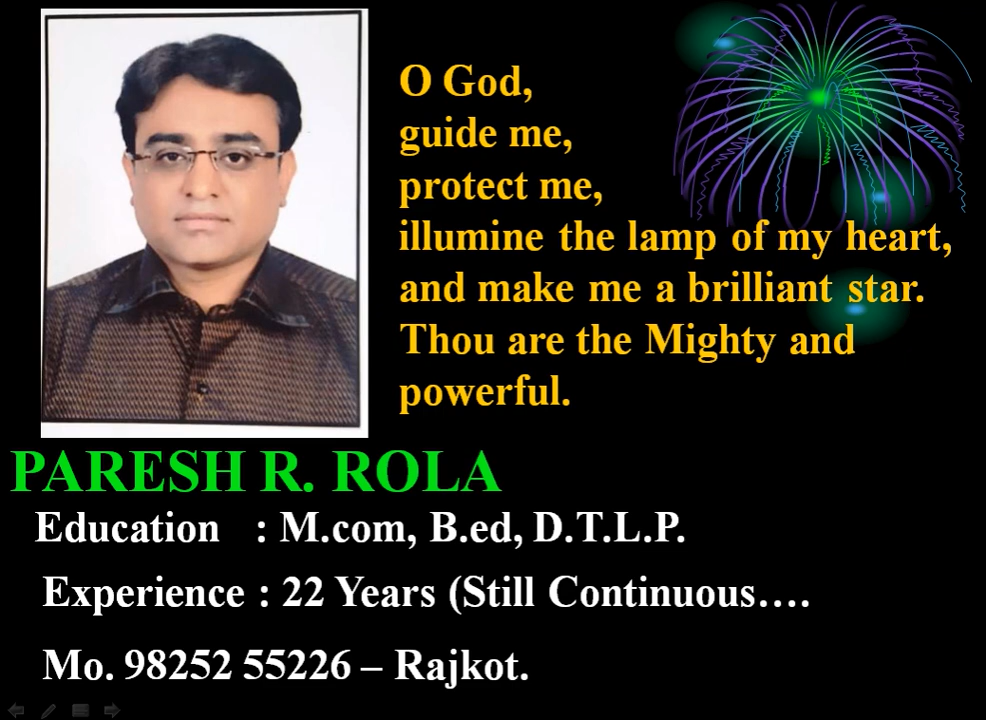 O God,
guide me,
protect me,
illumine the lamp of my heart,
and make me a brilliant star.
Thou are the Mighty and
powerful.
PARESH R. ROLA
Education : M.com, B.ed, D.T.L.P.
Experience : 22 Years (Still Continuous….
Mo. 98252 55226 – Rajkot.